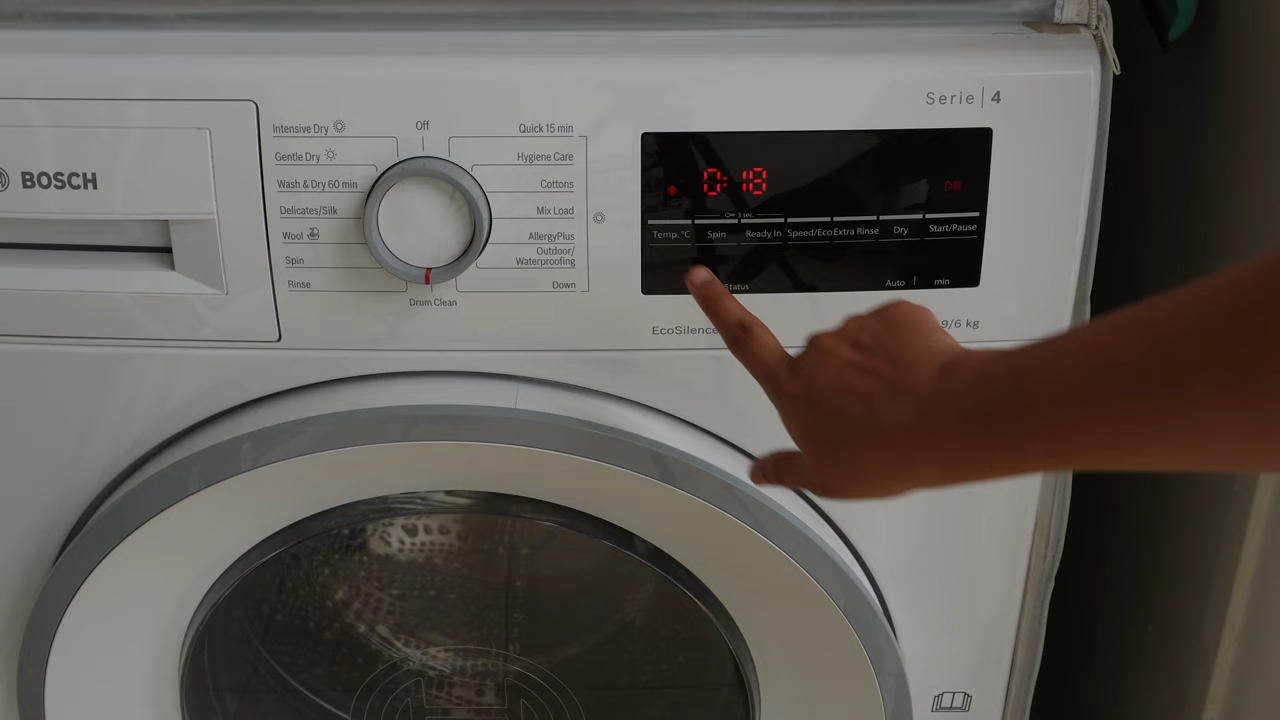 Serie | 4
BOSCH
Intensive Dry
Gentle Dry
Wash & Dry 60 min
Delicates/Silk
Wool
Spin
Rinse
Off
Drum Clean
Quick 15 min
Hygiene Care
Cottons
Mix Load
AllergyPlus
Outdoor/
Waterproofing
Down
0:18
3 sec.
Temp. °C Spin Ready In Speed/Eco Extra Rinse Dry Start/Pause
Status Auto | min
EcoSilence 9/6 kg